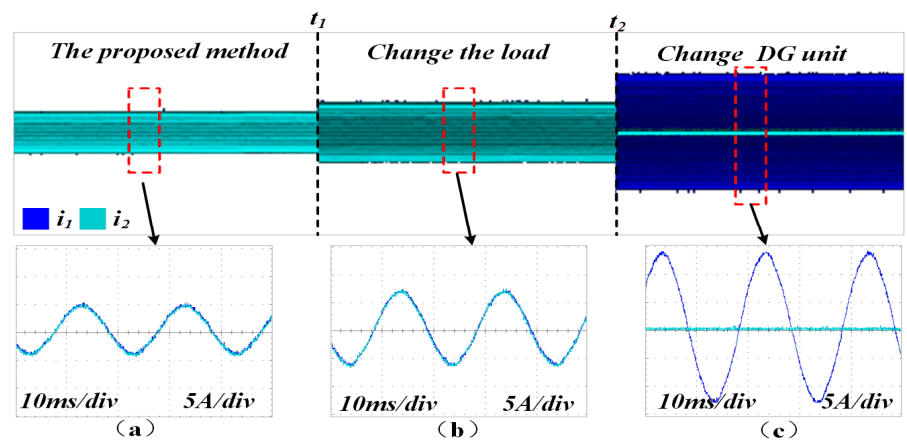 t1
t2
The proposed method
Change the load
Change DG unit
i1
i2
10ms/div 5A/div
10ms/div 5A/div
10ms/div 5A/div
（a）
（b）
（c）